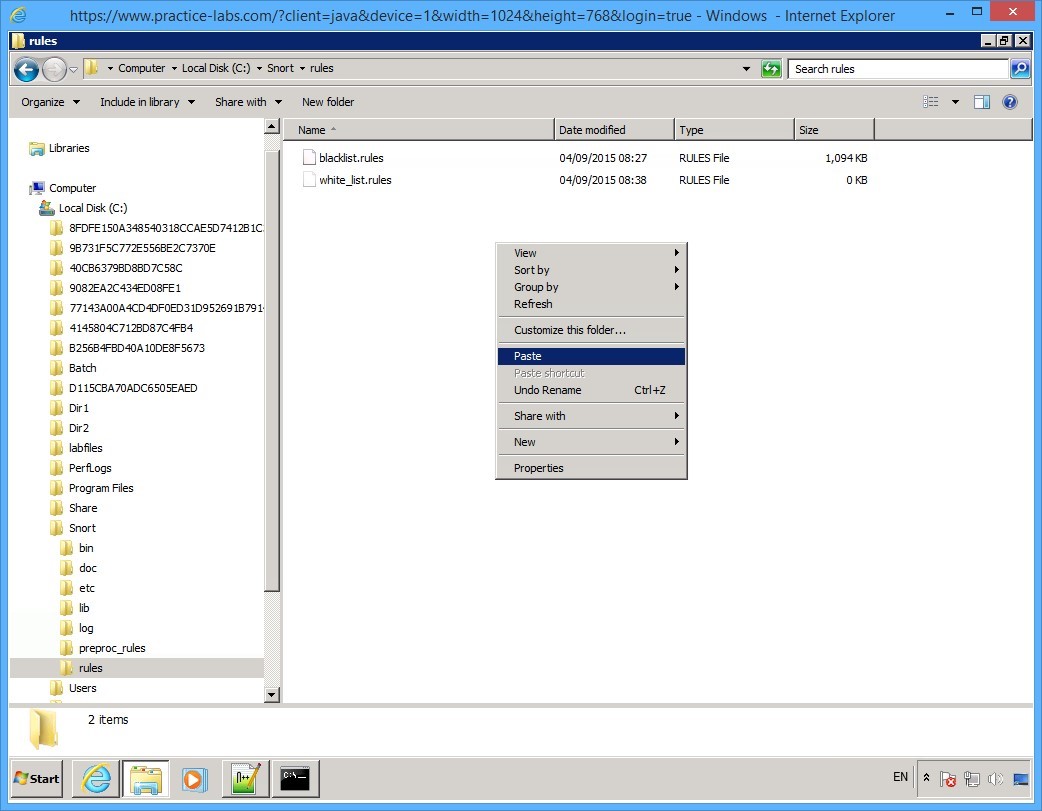 https://www.practice-labs.com/?client=java&device=1&width=1024&height=768&login=true - Windows - Internet Explorer
rules
Computer Local Disk (C:) Snort rules
Search rules
Organize Include in library Share with New folder
Libraries
Computer
Local Disk (C:)
8FDFE150A348540318CCAE5D7412B1C
9B731F5C772E556BE2C7370E
40CB6379BD8BD7C58C
9082EA2C434ED08FE1
77143A00A4CD4DF0ED31D952691B791
4145804C712BD87C4FB4
B256B4FBD40A10DE8F5673
Batch
D115CBA70ADC6505EAED
Dir1
Dir2
labfiles
PerfLogs
Program Files
Share
Snort
bin
doc
etc
lib
log
preproc_rules
rules
Users
Name Date modified Type Size
blacklist.rules 04/09/2015 08:27 RULES File 1,094 KB
white_list.rules 04/09/2015 08:38 RULES File 0 KB
View
Sort by
Group by
Refresh
Customize this folder...
Paste
Paste shortcut
Undo Rename Ctrl+Z
Share with
New
Properties
2 items
Start
EN